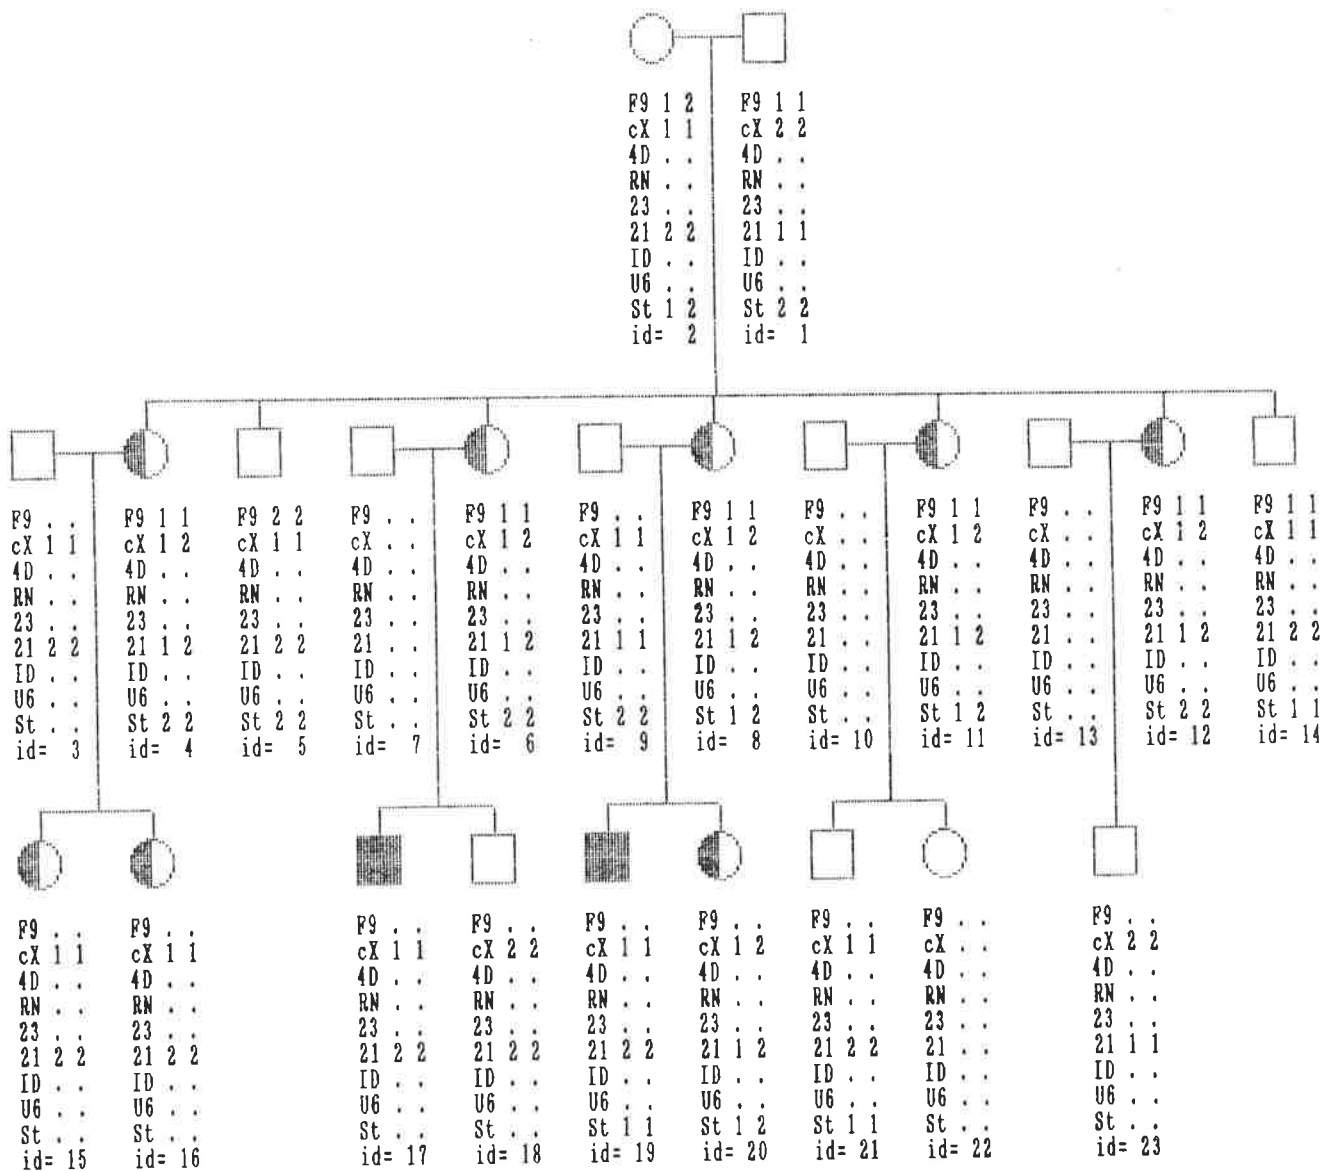 F9 1 2
cX 1 1
4D . .
RN . .
23 . .
21 2 2
ID . .
U6 . .
St 1 2
id= 2
F9 1 1
cX 2 2
4D . .
RN . .
23 . .
21 1 1
ID . .
U6 . .
St 2 2
id= 1
F9 . .
cX 1 1
4D . .
RN . .
23 . .
21 2 2
ID . .
U6 . .
St . .
id= 3
F9 1 1
cX 1 2
4D . .
RN . .
23 . .
21 1 2
ID . .
U6 . .
St 2 2
id= 4
F9 2 2
cX 1 1
4D . .
RN . .
23 . .
21 2 2
ID . .
U6 . .
St 2 2
id= 5
F9 . .
cX . .
4D . .
RN . .
23 . .
21 . .
ID . .
U6 . .
St . .
id= 7
F9 1 1
cX 1 2
4D . .
RN . .
23 . .
21 1 2
ID . .
U6 . .
St 2 2
id= 6
F9 . .
cX 1 1
4D . .
RN . .
23 . .
21 1 1
ID . .
U6 . .
St 2 2
id= 9
F9 1 1
cX 1 2
4D . .
RN . .
23 . .
21 1 2
ID . .
U6 . .
St 1 2
id= 8
F9 . .
cX . .
4D . .
RN . .
23 . .
21 . .
ID . .
U6 . .
St . .
id= 10
F9 1 1
cX 1 2
4D . .
RN . .
23 . .
21 1 2
ID . .
U6 . .
St 1 2
id= 11
F9 . .
cX . .
4D . .
RN . .
23 . .
21 . .
ID . .
U6 . .
St . .
id= 13
F9 1 1
cX 1 2
4D . .
RN . .
23 . .
21 1 2
ID . .
U6 . .
St 2 2
id= 12
F9 1 1
cX 1 1
4D . .
RN . .
23 . .
21 2 2
ID . .
U6 . .
St 1 1
id= 14
F9 . .
cX 1 1
4D . .
RN . .
23 . .
21 2 2
ID . .
U6 . .
St . .
id= 15
F9 . .
cX 1 1
4D . .
RN . .
23 . .
21 2 2
ID . .
U6 . .
St . .
id= 16
F9 . .
cX 1 1
4D . .
RN . .
23 . .
21 2 2
ID . .
U6 . .
St . .
id= 17
F9 . .
cX 2 2
4D . .
RN . .
23 . .
21 2 2
ID . .
U6 . .
St . .
id= 18
F9 . .
cX 1 1
4D . .
RN . .
23 . .
21 2 2
ID . .
U6 . .
St 1 1
id= 19
F9 . .
cX 1 2
4D . .
RN . .
23 . .
21 1 2
ID . .
U6 . .
St 1 2
id= 20
F9 . .
cX 1 1
4D . .
RN . .
23 . .
21 2 2
ID . .
U6 . .
St 1 1
id= 21
F9 . .
cX . .
4D . .
RN . .
23 . .
21 . .
ID . .
U6 . .
St . .
id= 22
F9 . .
cX 2 2
4D . .
RN . .
23 . .
21 1 1
ID . .
U6 . .
St . .
id= 23